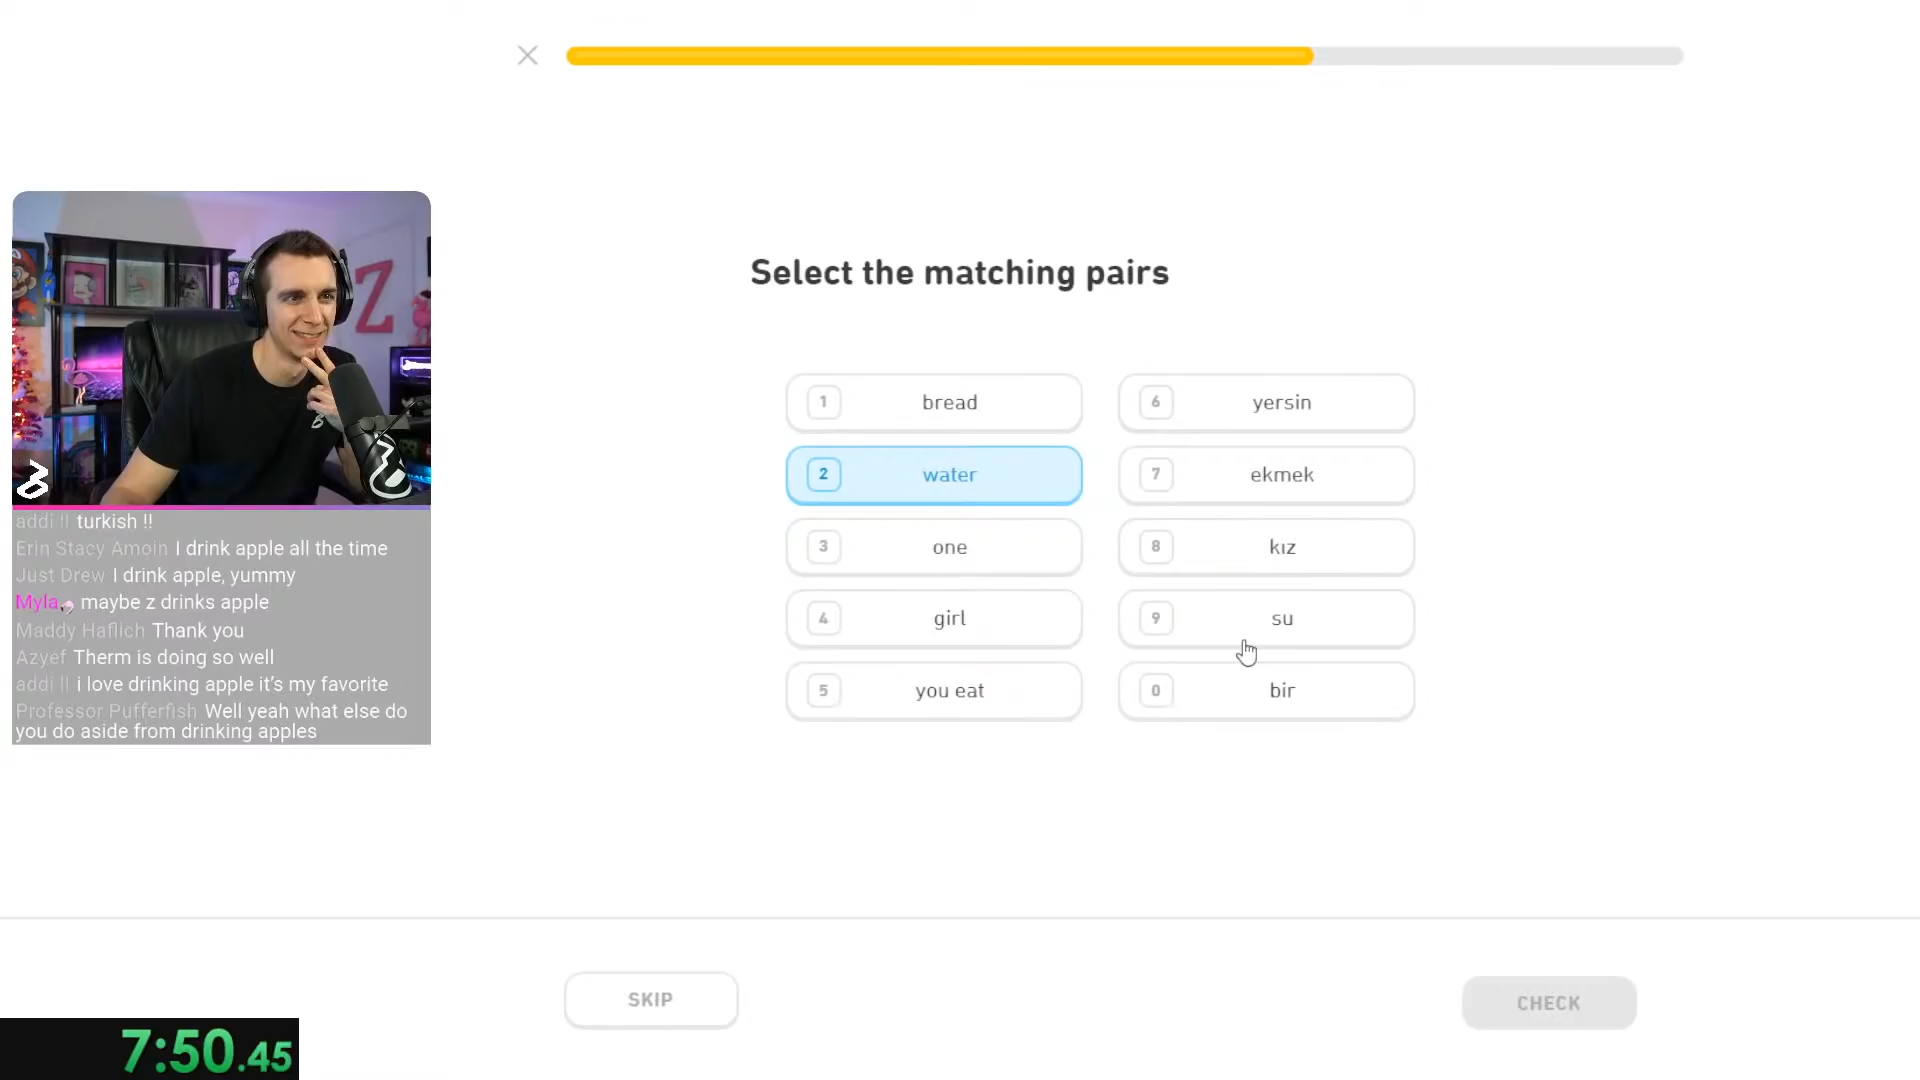 Select the matching pairs
1 bread
6 yersin
2 water
7 ekmek
3 one
8 kız
4 girl
9 su
5 you eat
0 bir
Z
addi !! turkish !!
Erin Stacy Amoin I drink apple all the time
Just Drew I drink apple, yummy
Myla maybe z drinks apple
Maddy Haflich Thank you
Azyef Therm is doing so well
addi !! i love drinking apple it's my favorite
Professor Pufferfish Well yeah what else do
you do aside from drinking apples
SKIP
CHECK
7:50.45